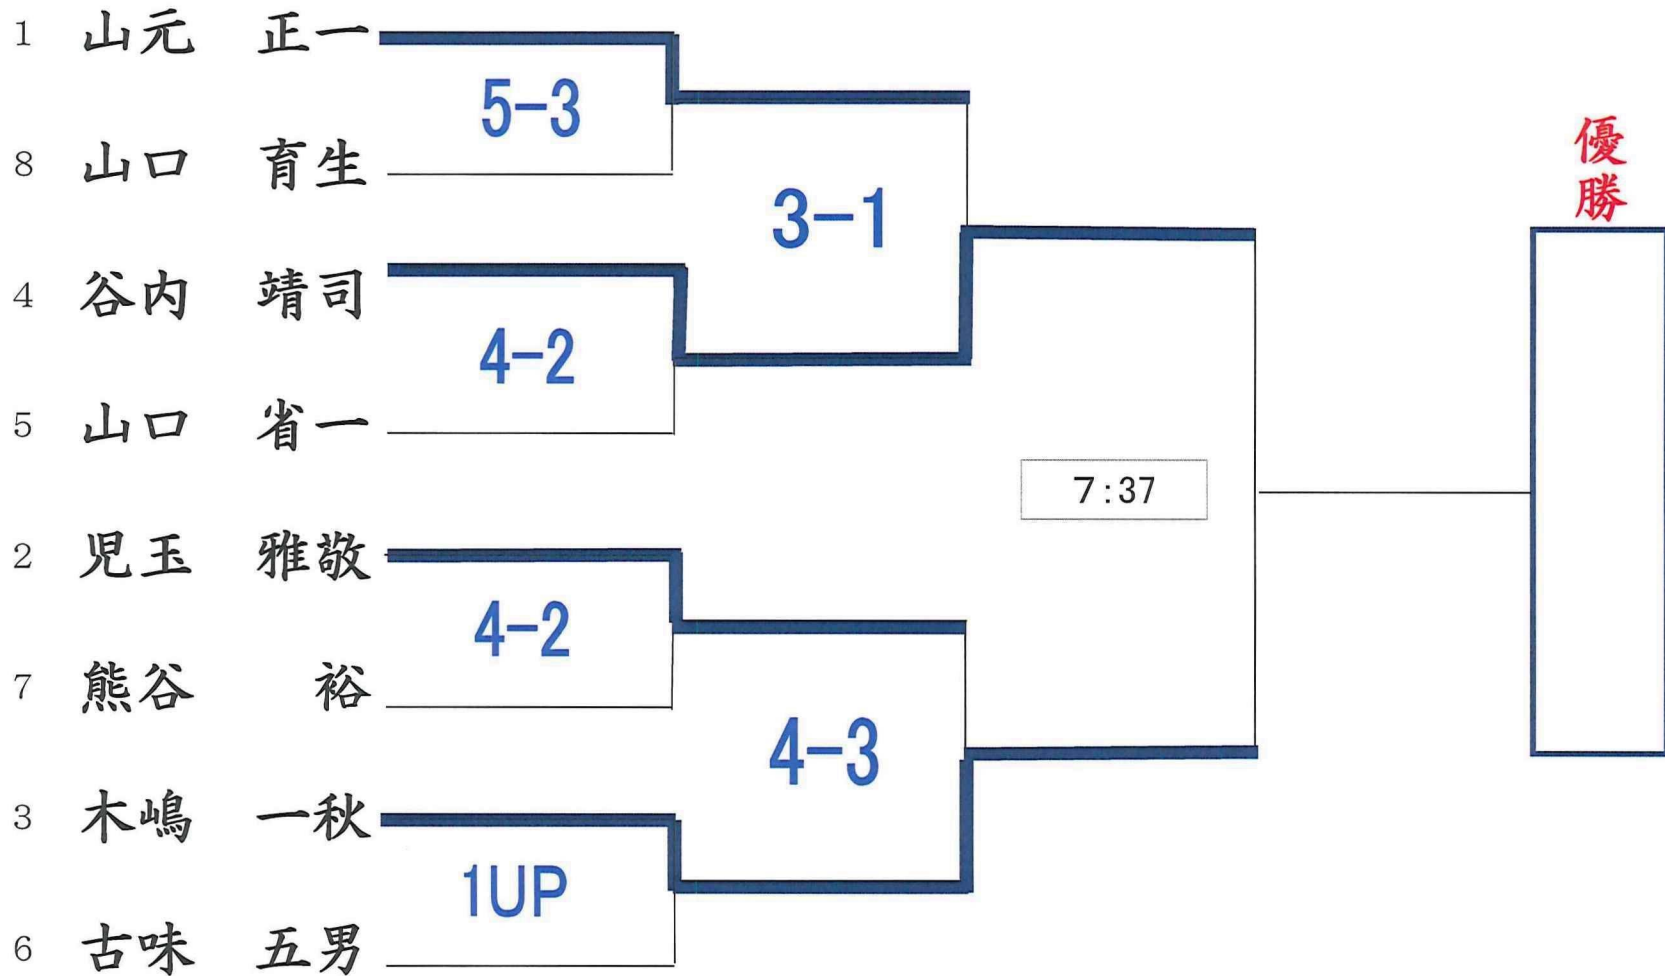 1 山元 正一
5-3
8 山口 育生
3-1
4 谷内 靖司
4-2
5 山口 省一
2 児玉 雅敬
4-2
7 熊谷 裕
4-3
3 木嶋 一秋
1UP
6 古味 五男
7:37
優勝